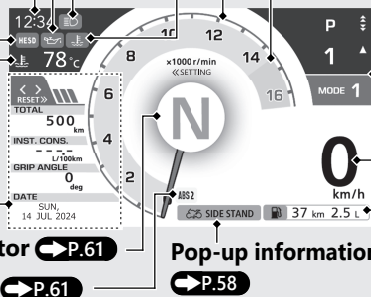 12:34
HESD
78 °c
RESET
TOTAL
500 km
INST. CONS.
- - - . -
L/100km
GRIP ANGLE
0
deg
DATE
SUN,
14 JUL 2024
2
4
6
8
10
12
14
16
×1000r/min
SETTING
N
ABS2
SIDE STAND
P
1
MODE 1
0
km/h
37 km 2.5 L
tor P.61
P.61
Pop-up information
P.58